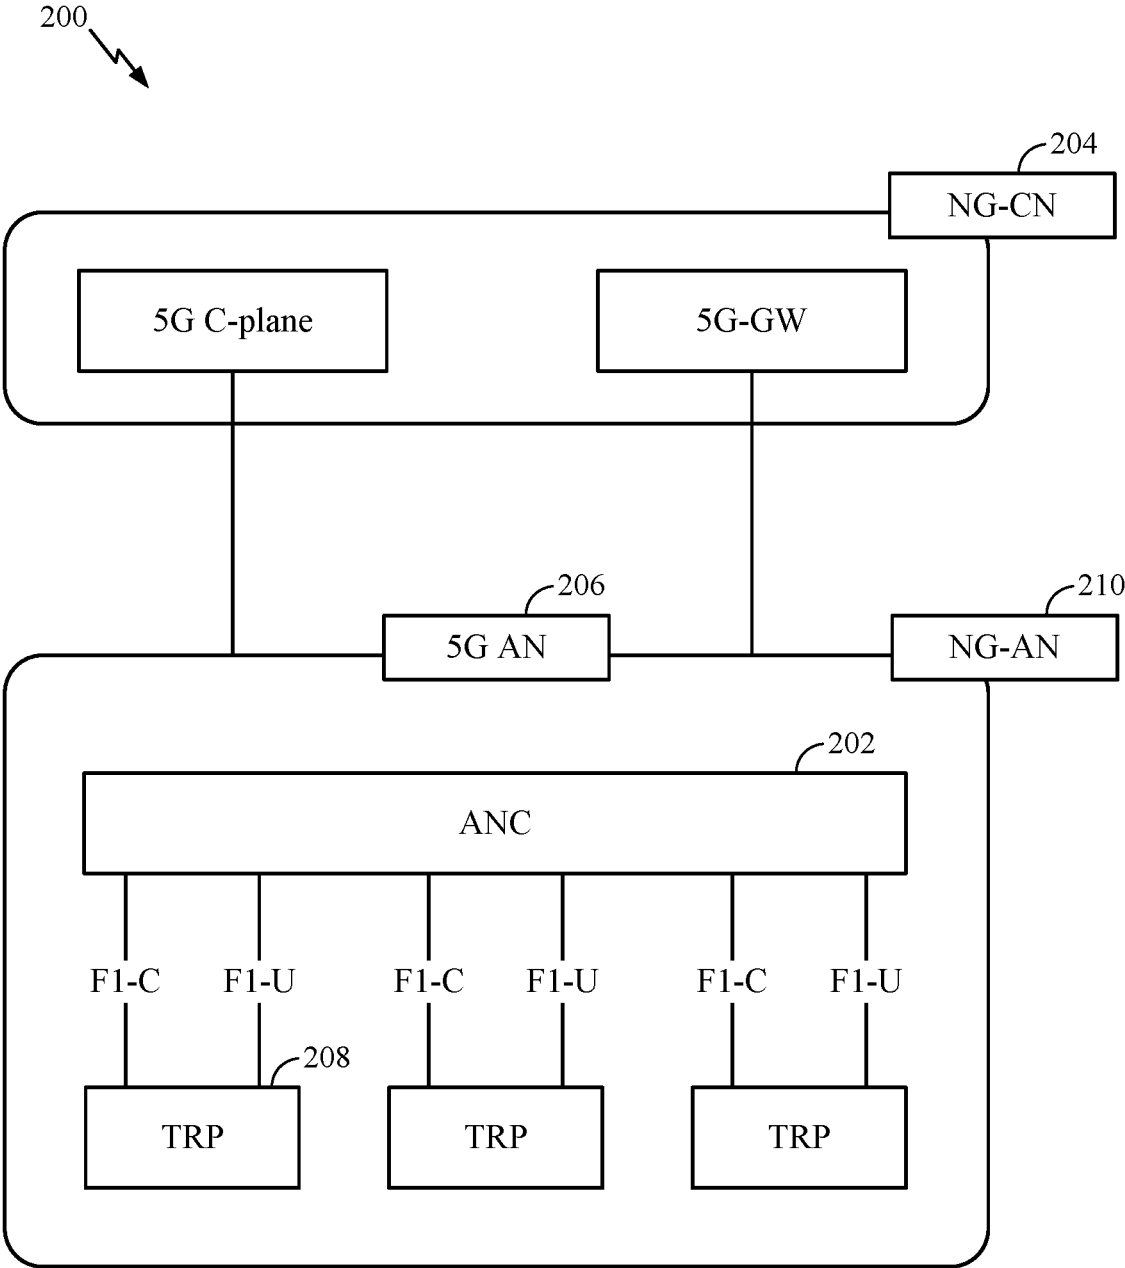 200
204
NG-CN
5G C-plane
5G-GW
206
210
5G AN
NG-AN
202
ANC
F1-C F1-U F1-C F1-U F1-C F1-U
208
TRP TRP TRP